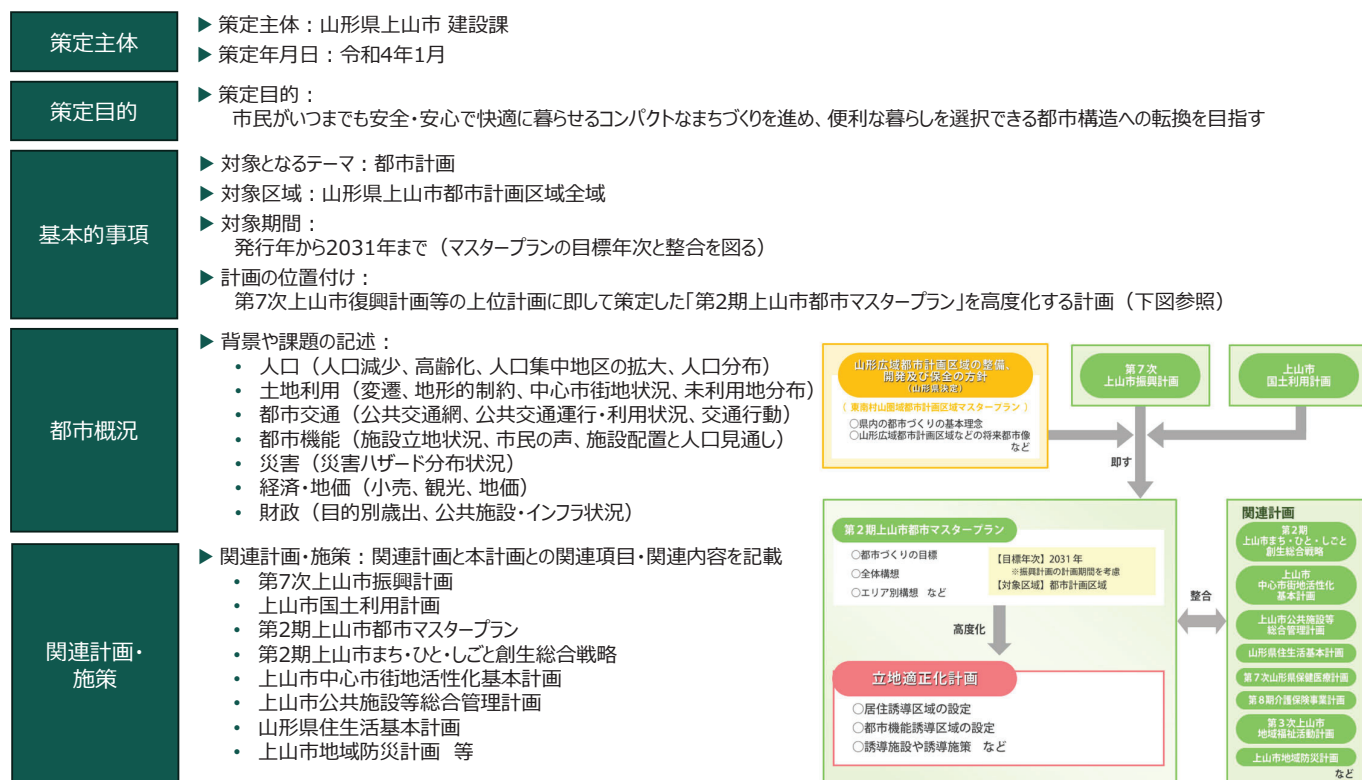 策定主体
▶ 策定主体：山形県上山市 建設課
▶ 策定年月日：令和4年1月
策定目的
▶ 策定目的：
市民がいつまでも安全・安心で快適に暮らせるコンパクトなまちづくりを進め、便利な暮らしを選択できる都市構造への転換を目指す
基本的事項
▶ 対象となるテーマ：都市計画
▶ 対象区域：山形県上山市都市計画区域全域
▶ 対象期間：
発行年から2031年まで（マスタープランの目標年次と整合を図る）
▶ 計画の位置付け：
第7次上山市復興計画等の上位計画に即して策定した「第2期上山市都市マスタープラン」を高度化する計画（下図参照）
都市概況
▶ 背景や課題の記述：
• 人口（人口減少、高齢化、人口集中地区の拡大、人口分布）
• 土地利用（変遷、地形的制約、中心市街地状況、未利用地分布）
• 都市交通（公共交通網、公共交通運行・利用状況、交通行動）
• 都市機能（施設立地状況、市民の声、施設配置と人口見通し）
• 災害（災害ハザード分布状況）
• 経済・地価（小売、観光、地価）
• 財政（目的別歳出、公共施設・インフラ状況）
関連計画・
施策
▶ 関連計画・施策：関連計画と本計画との関連項目・関連内容を記載
• 第7次上山市振興計画
• 上山市国土利用計画
• 第2期上山市都市マスタープラン
• 第2期上山市まち・ひと・しごと創生総合戦略
• 上山市中心市街地活性化基本計画
• 上山市公共施設等総合管理計画
• 山形県住生活基本計画
• 上山市地域防災計画 等
山形広域都市計画区域の整備、
開発及び保全の方針
（山形県決定）
（ 東南村山圏域都市計画区域マスタープラン ）
○県内の都市づくりの基本理念
○山形広域都市計画区域などの将来都市像
など
第7次
上山市振興計画
上山市
国土利用計画
即す
第2期上山市都市マスタープラン
○都市づくりの目標
○全体構想
○エリア別構想 など
【目標年次】2031年
※振興計画の計画期間を考慮
【対象区域】都市計画区域
高度化
立地適正化計画
○居住誘導区域の設定
○都市機能誘導区域の設定
○誘導施設や誘導施策 など
整合
関連計画
第2期
上山市まち・ひと・しごと
創生総合戦略
上山市
中心市街地活性化
基本計画
上山市公共施設等
総合管理計画
山形県住生活基本計画
第7次山形県保健医療計画
第8期介護保険事業計画
第3次上山市
地域福祉活動計画
上山市地域防災計画
など